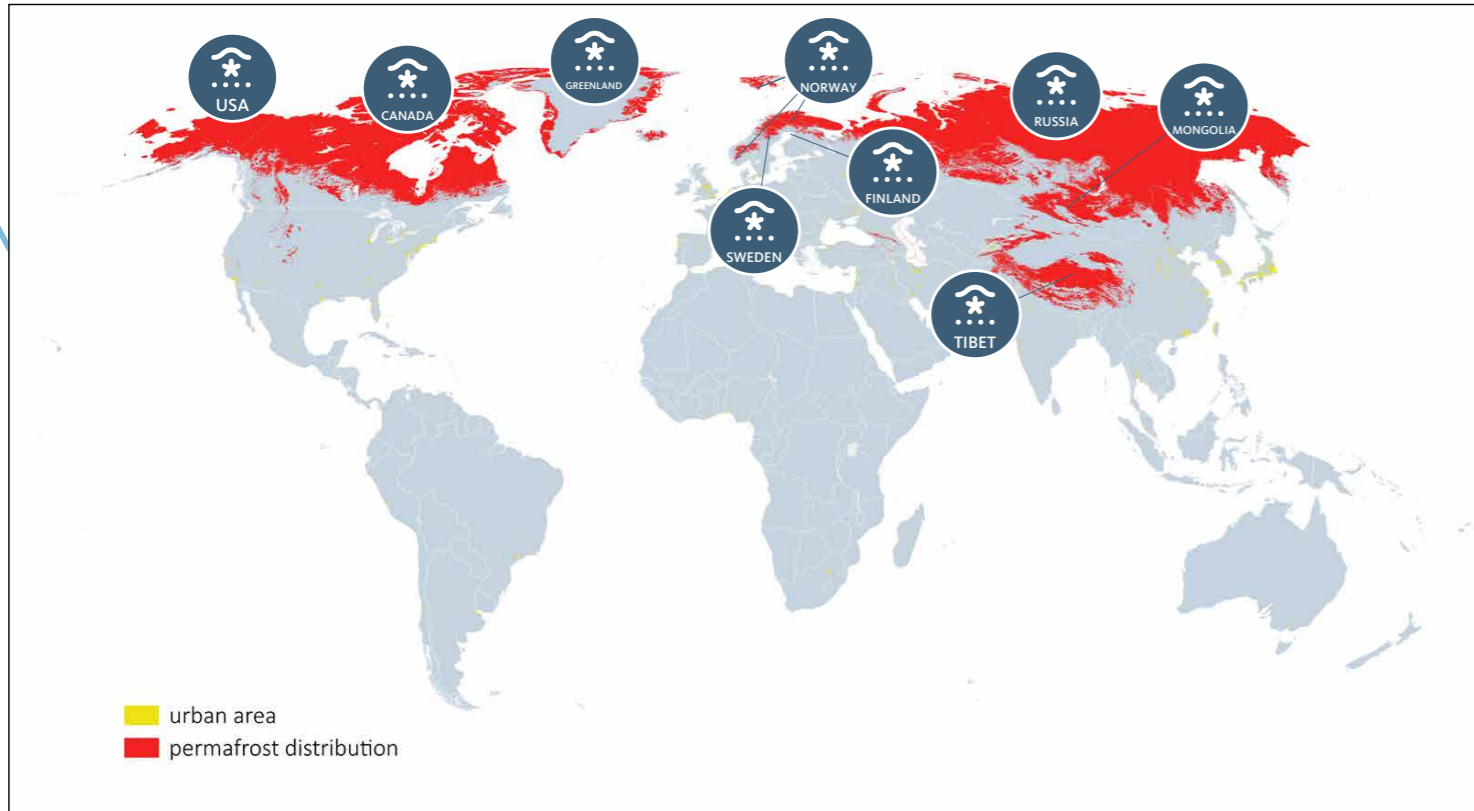 USA
CANADA
GREENLAND
NORWAY
RUSSIA
MONGOLIA
FINLAND
SWEDEN
TIBET
urban area
permafrost distribution